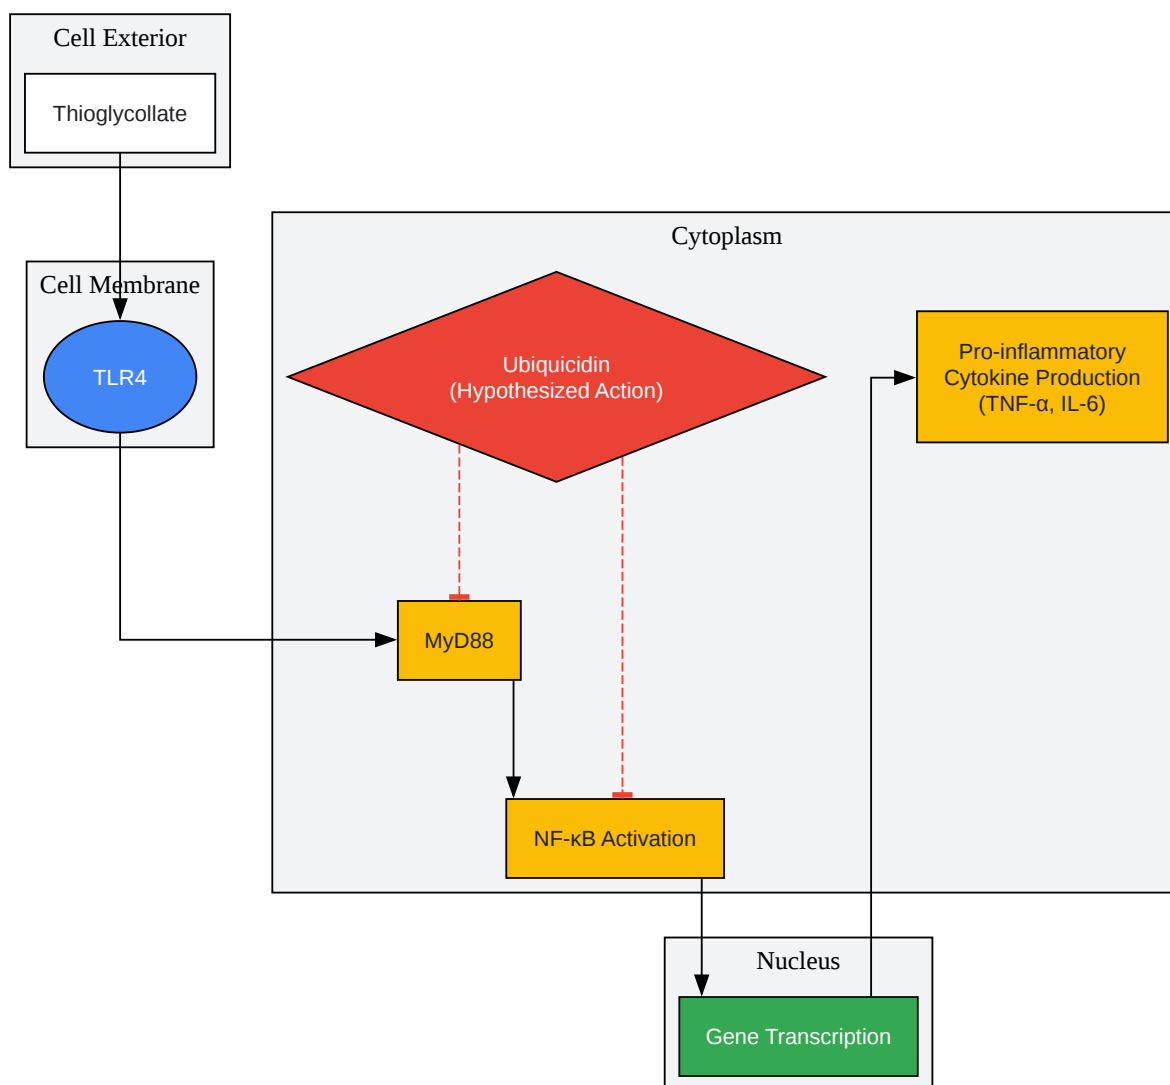 Cell Exterior
Thioglycollate
Cytoplasm
Cell Membrane
TLR4
Ubiquicidin
(Hypothesized Action)
Pro-inflammatory
Cytokine Production
(TNF-α, IL-6)
MyD88
NF-κB Activation
Nucleus
Gene Transcription